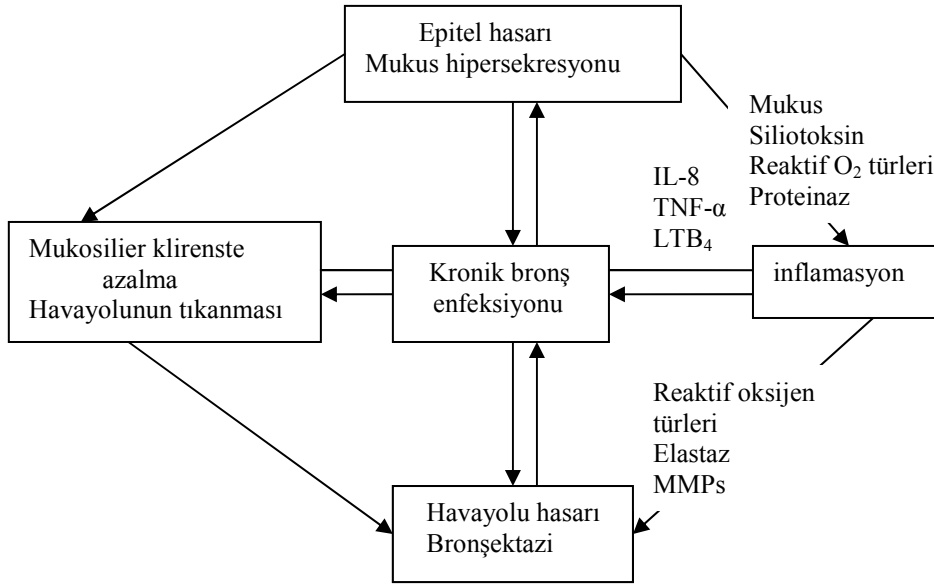 Epitel hasarı
Mukus hipersekresyonu
Mukus
Siliotoksin
Reaktif O₂ türleri
Proteinaz
IL-8
TNF-α
LTB₄
Mukosilier klirenste
azalma
Havayolunun tıkanması
Kronik bronş
enfeksiyonu
inflamasyon
Reaktif oksijen
türleri
Elastaz
MMPs
Havayolu hasarı
Bronşektazi